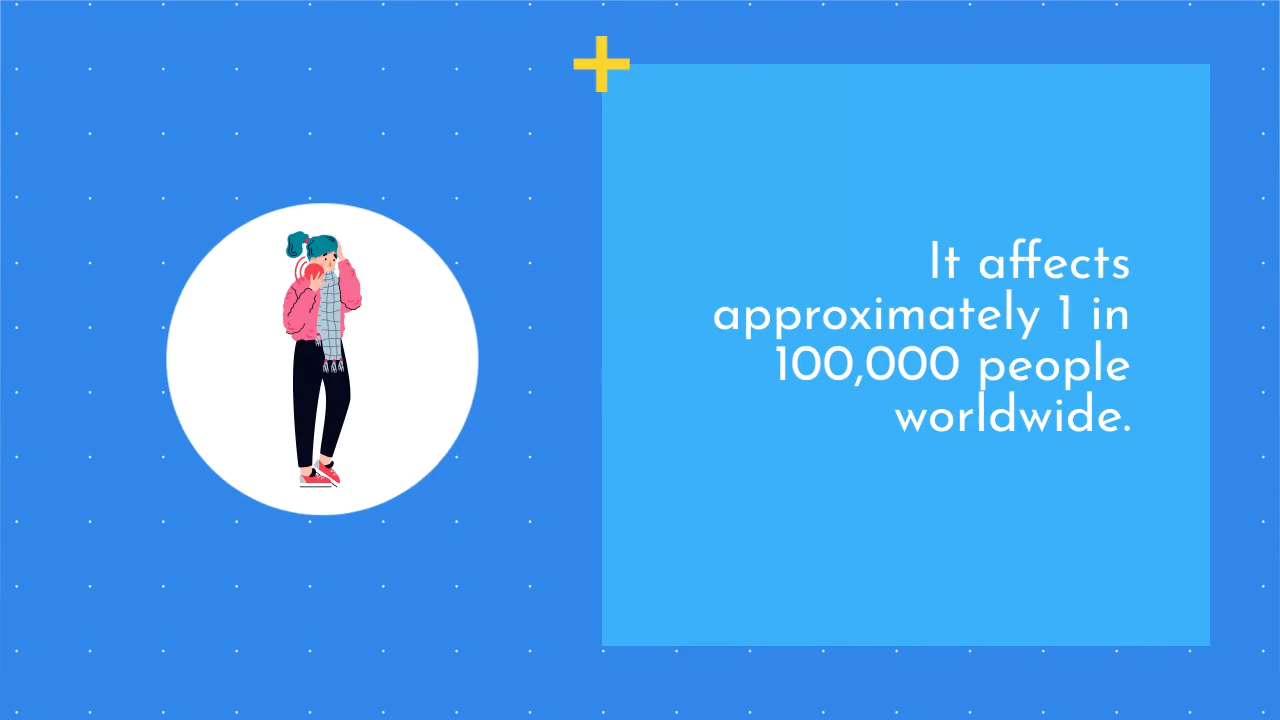 It affects
approximately 1 in
100,000 people
worldwide.